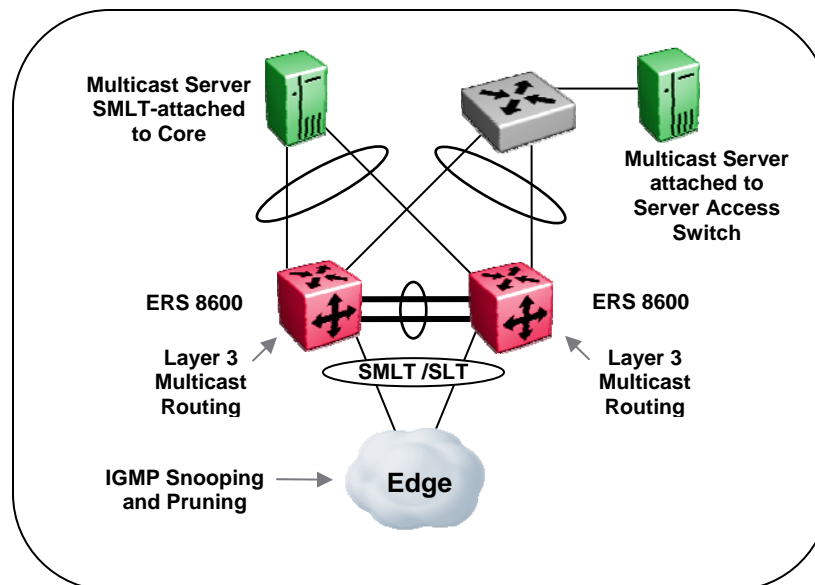 Multicast Server
SMLT-attached
to Core
Multicast Server
attached to
Server Access
Switch
ERS 8600
ERS 8600
Layer 3
Multicast
Routing
SMLT /SLT
Layer 3
Multicast
Routing
IGMP Snooping
and Pruning
Edge